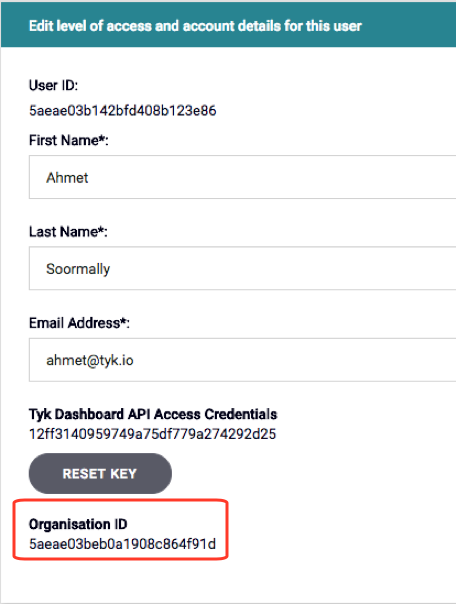 Edit level of access and account details for this user
User ID:
5aeae03b142bfd408b123e86
First Name*:
Ahmet
Last Name*:
Soormally
Email Address*:
ahmet@tyk.io
Tyk Dashboard API Access Credentials
12ff3140959749a75df779a274292d25
RESET KEY
Organisation ID
5aeae03beb0a1908c864f91d